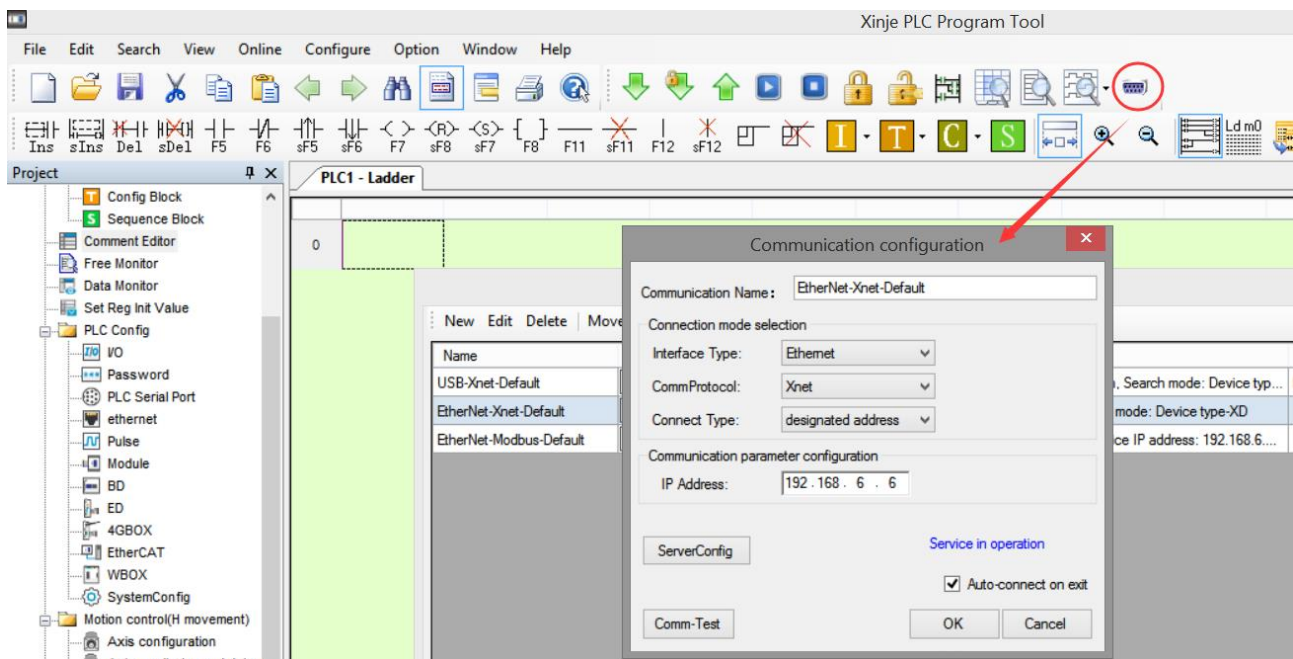 Xinje PLC Program Tool
File Edit Search View Online Configure Option Window Help
Ins sIns Del sDel F5 F6 sF5 sF6 F7 sF8 sF7 F8 F11 sF11 F12 sF12 I T C S Ld m0
Project
PLC1 - Ladder
T Config Block
S Sequence Block
Comment Editor
Free Monitor
Data Monitor
Set Reg Init Value
PLC Config
I/O I/O
Password
PLC Serial Port
ethernet
Pulse
Module
BD
ED
4GBOX
EtherCAT
WBOX
SystemConfig
Motion control(H movement)
Axis configuration
0
New Edit Delete Move
Name
USB-Xnet-Default
, Search mode: Device typ...
EtherNet-Xnet-Default
mode: Device type-XD
EtherNet-Modbus-Default
ce IP address: 192.168.6....
Communication configuration
Communication Name: EtherNet-Xnet-Default
Connection mode selection
Interface Type: Ethernet
CommProtocol: Xnet
Connect Type: designated address
Communication parameter configuration
IP Address: 192 . 168 . 6 . 6
ServerConfig
Service in operation
Auto-connect on exit
Comm-Test
OK
Cancel